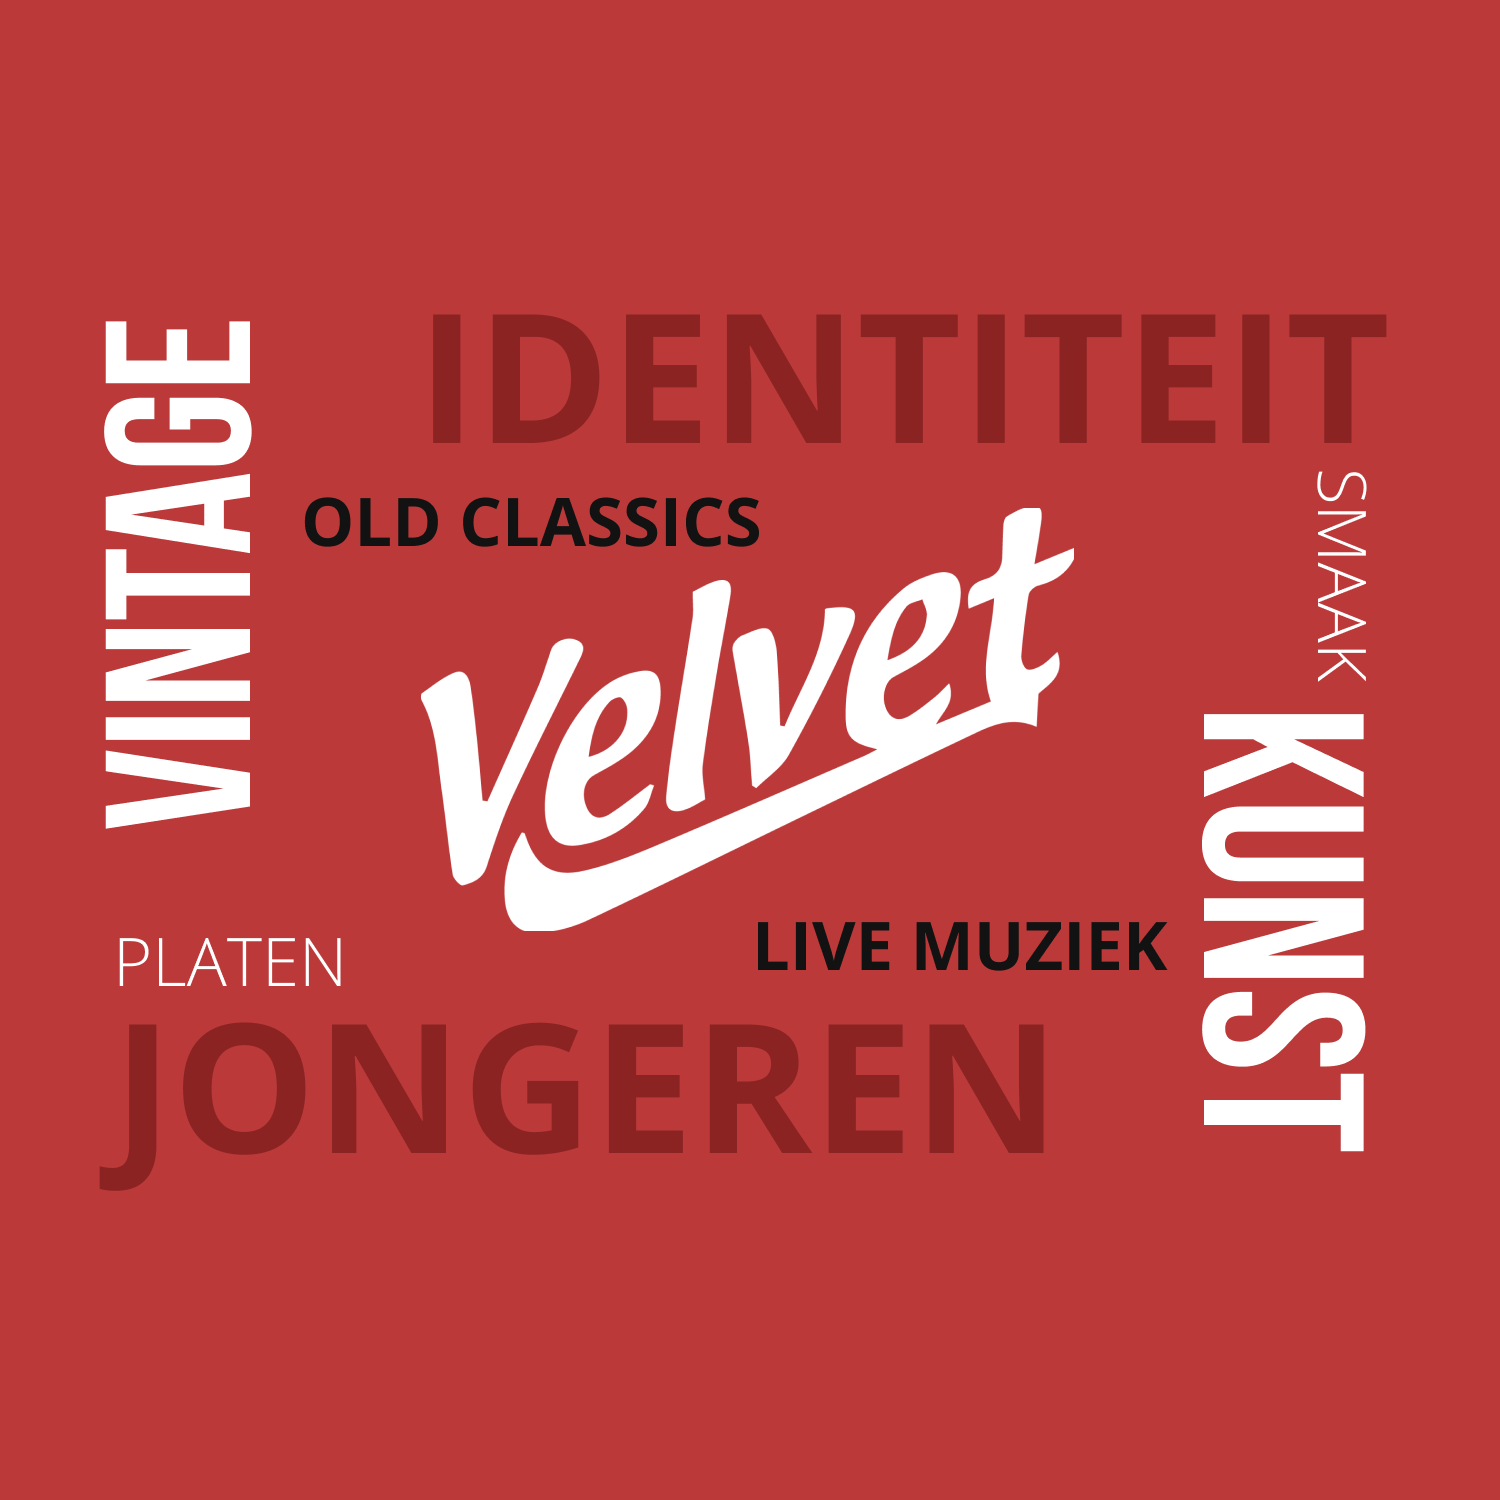 IDENTITEIT
VINTAGE
OLD CLASSICS
SMAAK
Velvet
KUNST
LIVE MUZIEK
PLATEN
JONGEREN